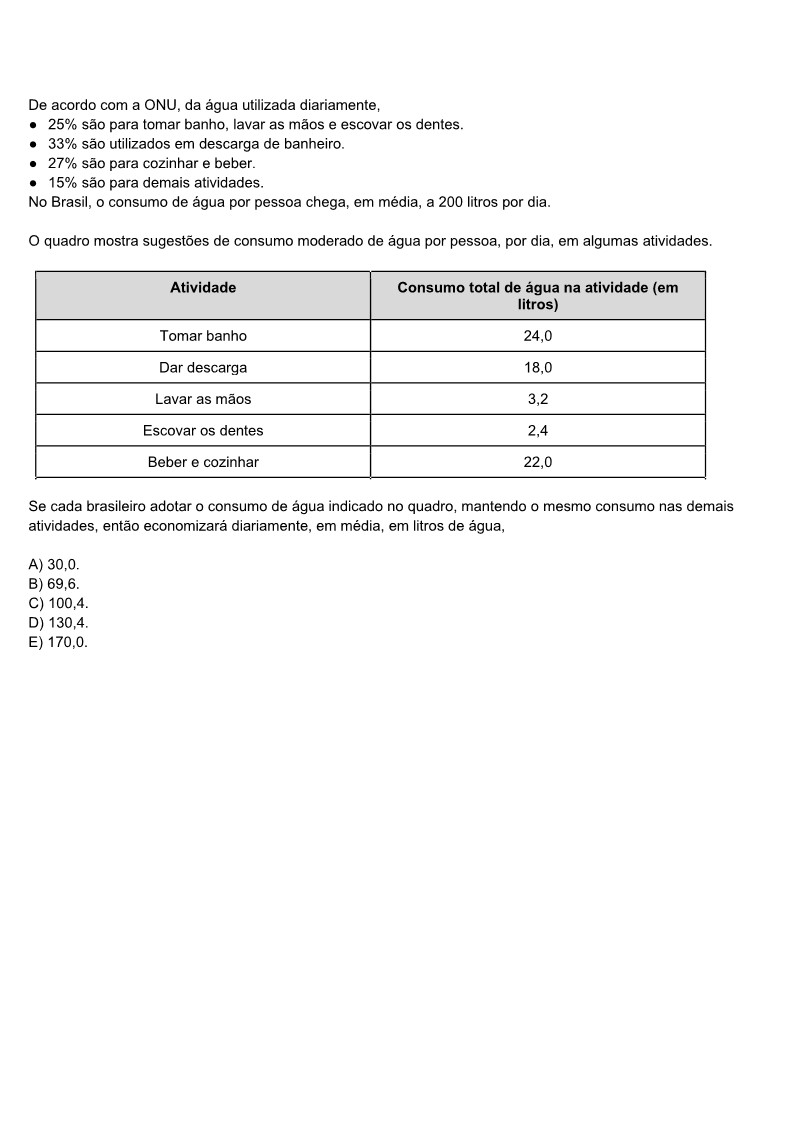 De acordo com a ONU, da água utilizada diariamente,
● 25% são para tomar banho, lavar as mãos e escovar os dentes.
● 33% são utilizados em descarga de banheiro.
● 27% são para cozinhar e beber.
● 15% são para demais atividades.
No Brasil, o consumo de água por pessoa chega, em média, a 200 litros por dia.
O quadro mostra sugestões de consumo moderado de água por pessoa, por dia, em algumas atividades.
Atividade
Consumo total de água na atividade (em
litros)
Tomar banho 24,0
Dar descarga 18,0
Lavar as mãos 3,2
Escovar os dentes 2,4
Beber e cozinhar 22,0
Se cada brasileiro adotar o consumo de água indicado no quadro, mantendo o mesmo consumo nas demais
atividades, então economizará diariamente, em média, em litros de água,
A) 30,0.
B) 69,6.
C) 100,4.
D) 130,4.
E) 170,0.